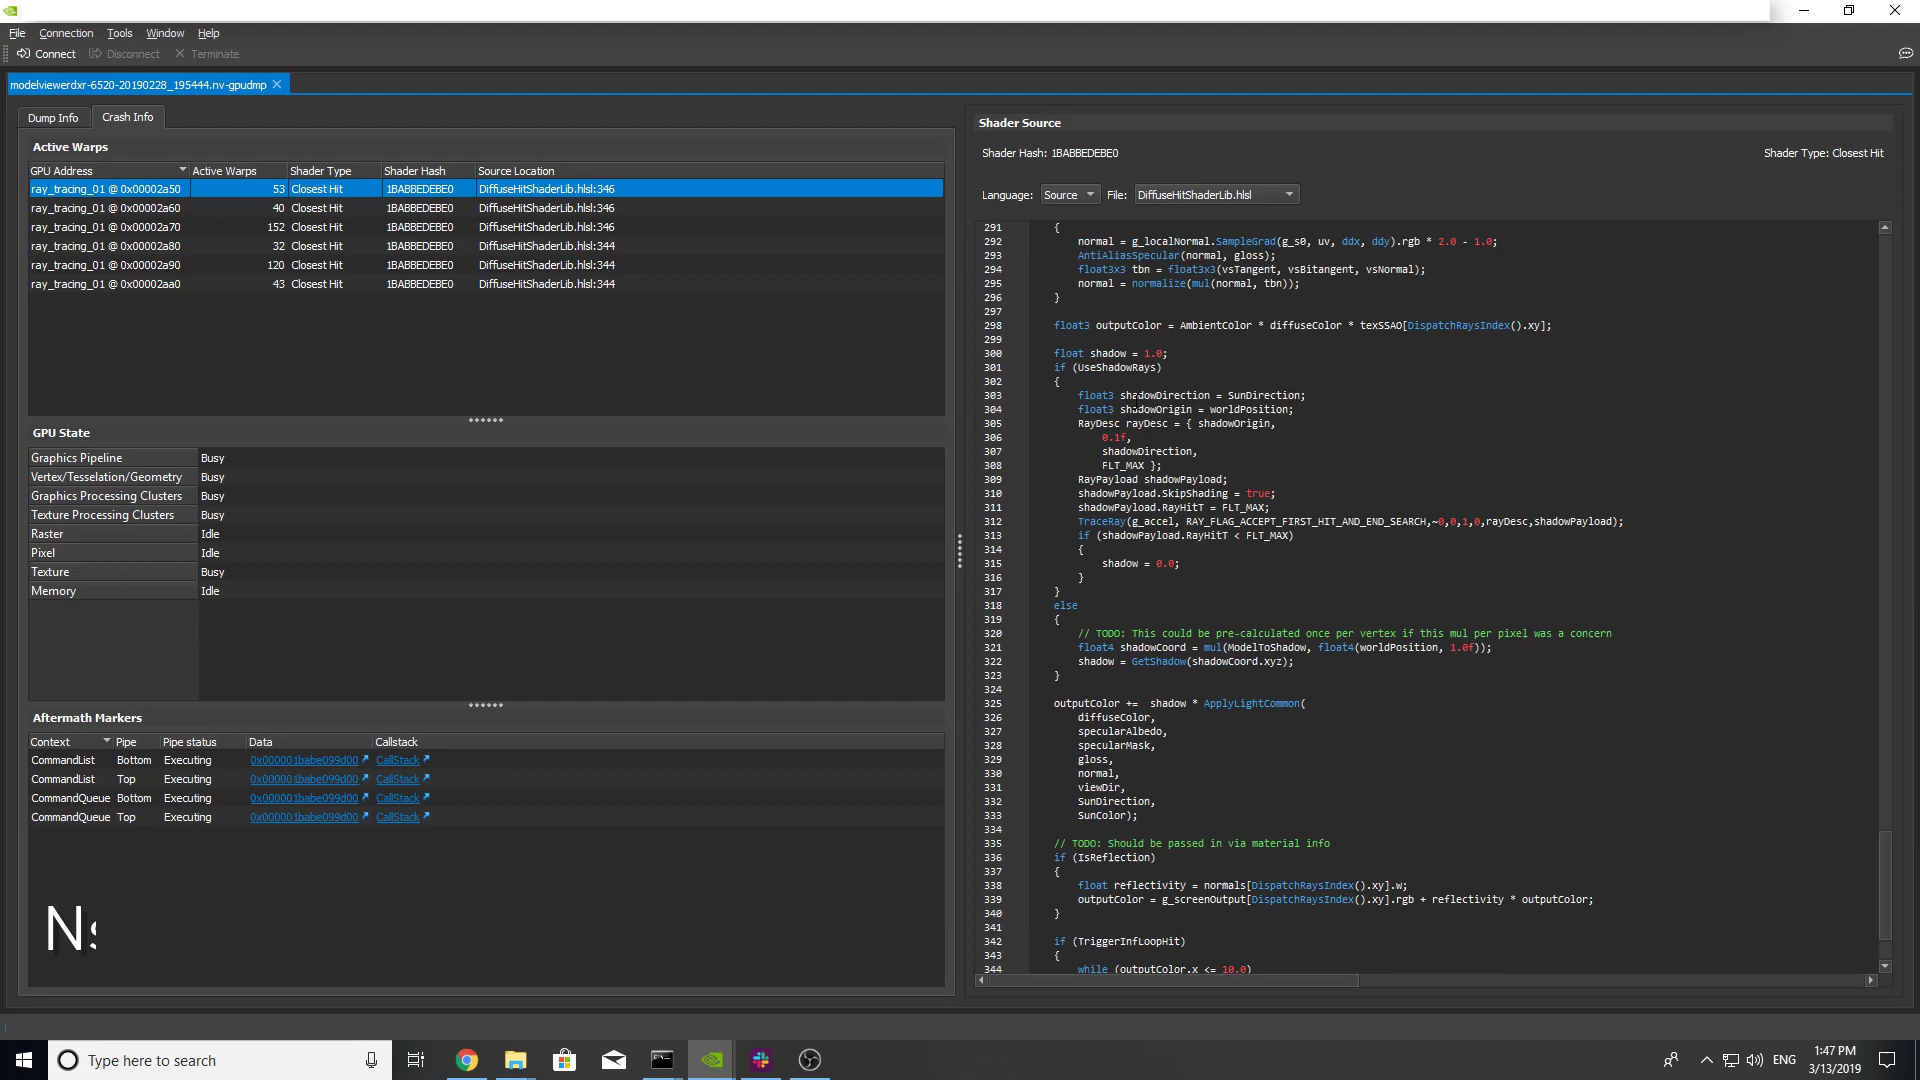 File Connection Tools Window Help
Connect Disconnect Terminate
modelviewerdxr-6520-20190228_195444.nv-gpudmp
Dump Info Crash Info
Active Warps
GPU Address Active Warps Shader Type Shader Hash Source Location
ray_tracing_01 @ 0x00002a50 53 Closest Hit 1BABBEDEBE0 DiffuseHitShaderLib.hlsl:346
ray_tracing_01 @ 0x00002a60 40 Closest Hit 1BABBEDEBE0 DiffuseHitShaderLib.hlsl:346
ray_tracing_01 @ 0x00002a70 152 Closest Hit 1BABBEDEBE0 DiffuseHitShaderLib.hlsl:346
ray_tracing_01 @ 0x00002a80 32 Closest Hit 1BABBEDEBE0 DiffuseHitShaderLib.hlsl:344
ray_tracing_01 @ 0x00002a90 120 Closest Hit 1BABBEDEBE0 DiffuseHitShaderLib.hlsl:344
ray_tracing_01 @ 0x00002aa0 43 Closest Hit 1BABBEDEBE0 DiffuseHitShaderLib.hlsl:344
GPU State
Graphics Pipeline Busy
Vertex/Tesselation/Geometry Busy
Graphics Processing Clusters Busy
Texture Processing Clusters Busy
Raster Idle
Pixel Idle
Texture Busy
Memory Idle
Aftermath Markers
Context Pipe Pipe status Data Callstack
CommandList Bottom Executing 0x000001babe099d00 CallStack
CommandList Top Executing 0x000001babe099d00 CallStack
CommandQueue Bottom Executing 0x000001babe099d00 CallStack
CommandQueue Top Executing 0x000001babe099d00 CallStack
Shader Source
Shader Hash: 1BABBEDEBE0 Shader Type: Closest Hit
Language: Source File: DiffuseHitShaderLib.hlsl
291 {
292 normal = g_localNormal.SampleGrad(g_s0, uv, ddx, ddy).rgb * 2.0 - 1.0;
293 AntiAliasSpecular(normal, gloss);
294 float3x3 tbn = float3x3(vsTangent, vsBitangent, vsNormal);
295 normal = normalize(mul(normal, tbn));
296 }
297
298 float3 outputColor = AmbientColor * diffuseColor * texSSAO[DispatchRaysIndex().xy];
299
300 float shadow = 1.0;
301 if (UseShadowRays)
302 {
303 float3 shadowDirection = SunDirection;
304 float3 shadowOrigin = worldPosition;
305 RayDesc rayDesc = { shadowOrigin,
306 0.1f,
307 shadowDirection,
308 FLT_MAX };
309 RayPayload shadowPayload;
310 shadowPayload.SkipShading = true;
311 shadowPayload.RayHitT = FLT_MAX;
312 TraceRay(g_accel, RAY_FLAG_ACCEPT_FIRST_HIT_AND_END_SEARCH,~0,0,1,0,rayDesc,shadowPayload);
313 if (shadowPayload.RayHitT < FLT_MAX)
314 {
315 shadow = 0.0;
316 }
317 }
318 else
319 {
320 // TODO: This could be pre-calculated once per vertex if this mul per pixel was a concern
321 float4 shadowCoord = mul(ModelToShadow, float4(worldPosition, 1.0f));
322 shadow = GetShadow(shadowCoord.xyz);
323 }
324
325 outputColor += shadow * ApplyLightCommon(
326 diffuseColor,
327 specularAlbedo,
328 specularMask,
329 gloss,
330 normal,
331 viewDir,
332 SunDirection,
333 SunColor);
334
335 // TODO: Should be passed in via material info
336 if (IsReflection)
337 {
338 float reflectivity = normals[DispatchRaysIndex().xy].w;
339 outputColor = g_screenOutput[DispatchRaysIndex().xy].rgb + reflectivity * outputColor;
340 }
341
342 if (TriggerInfLoopHit)
343 {
344 while (outputColor.x <= 10.0)
Type here to search
ENG
1:47 PM
3/13/2019